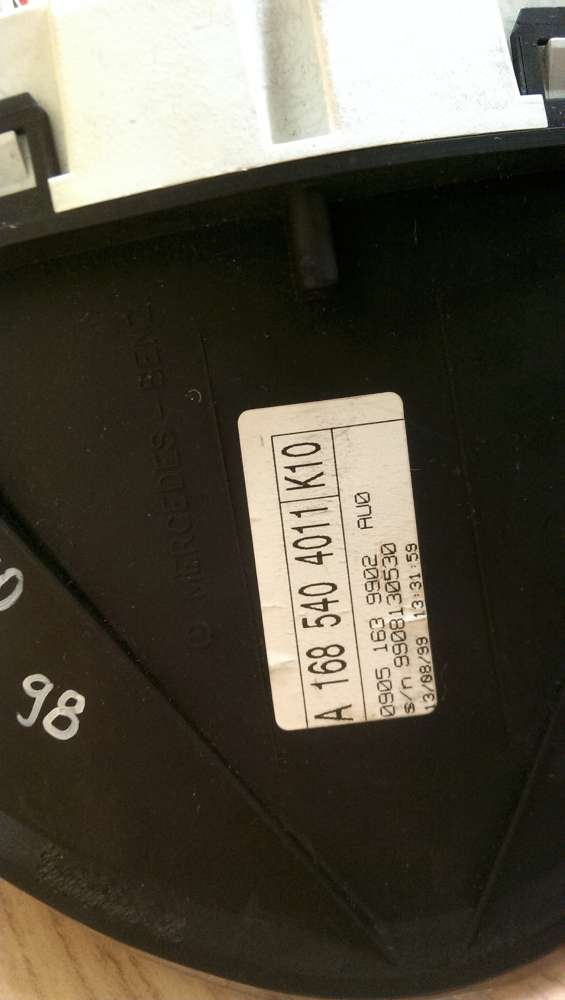 © MERCEDES-BENZ
A 168 540 4011 K10
AU0
0905 163 9902
s/n 9908130530
13/08/99 13:31:59
98